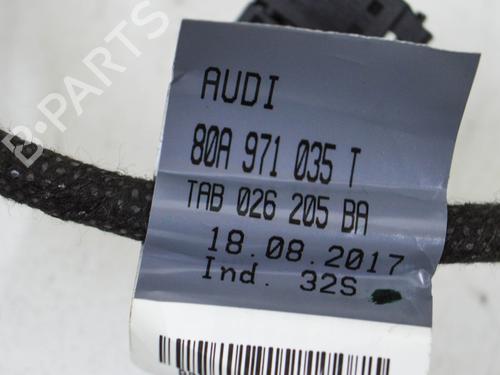 B-PARTS
AUDI
80A 971 035 T
TAB 026 205 BA
18.08.2017
Ind. 32S